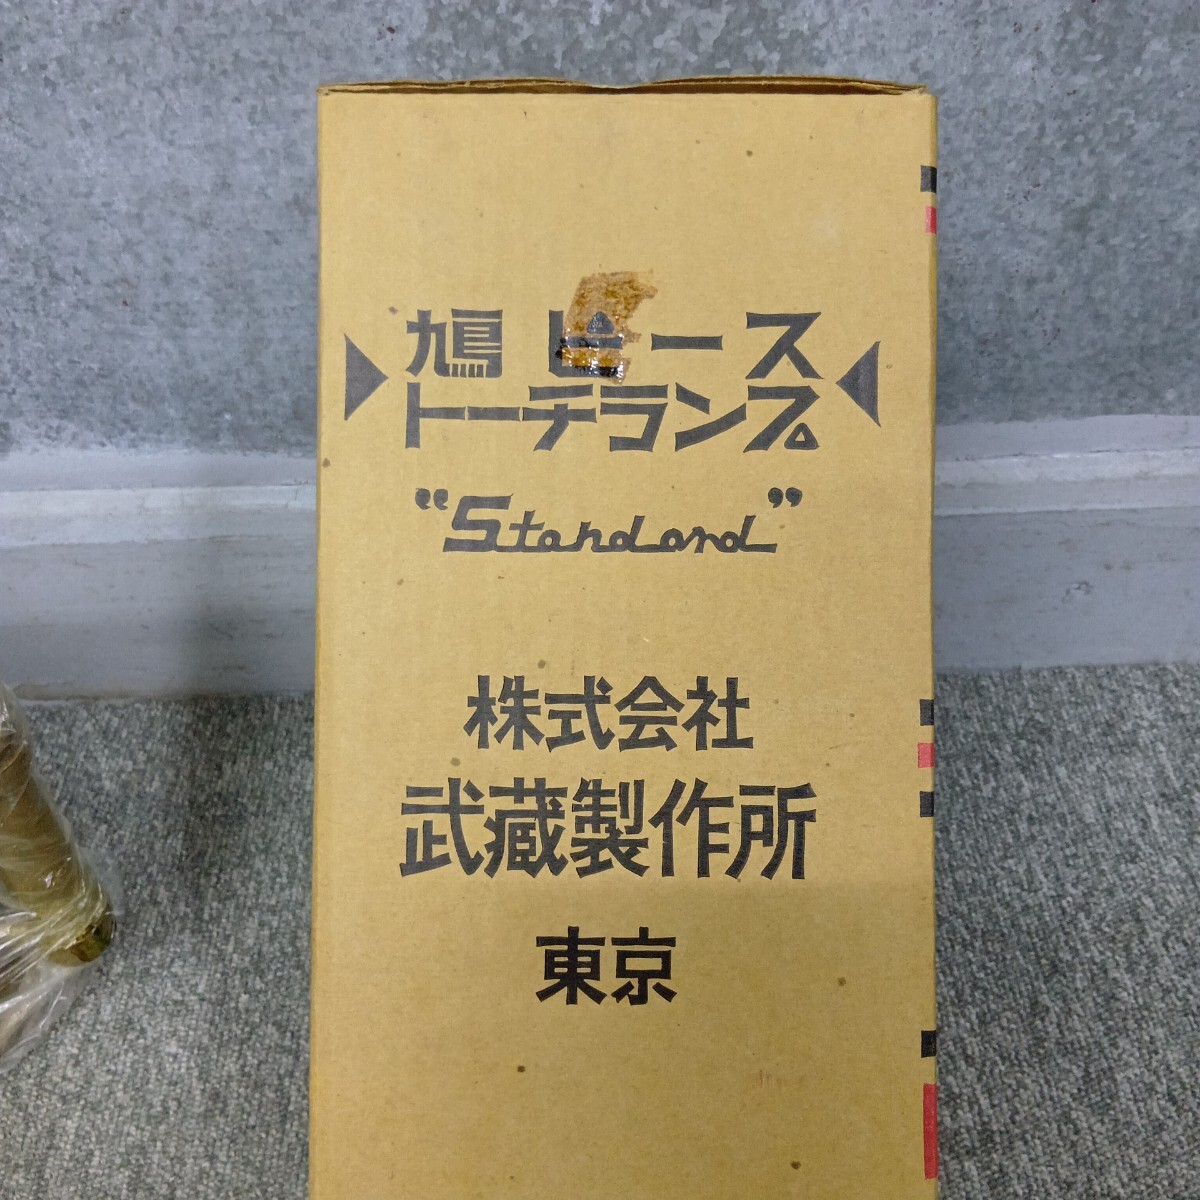 鳩ピース
トーチランプ
“Standard”
株式会社
武蔵製作所
東京